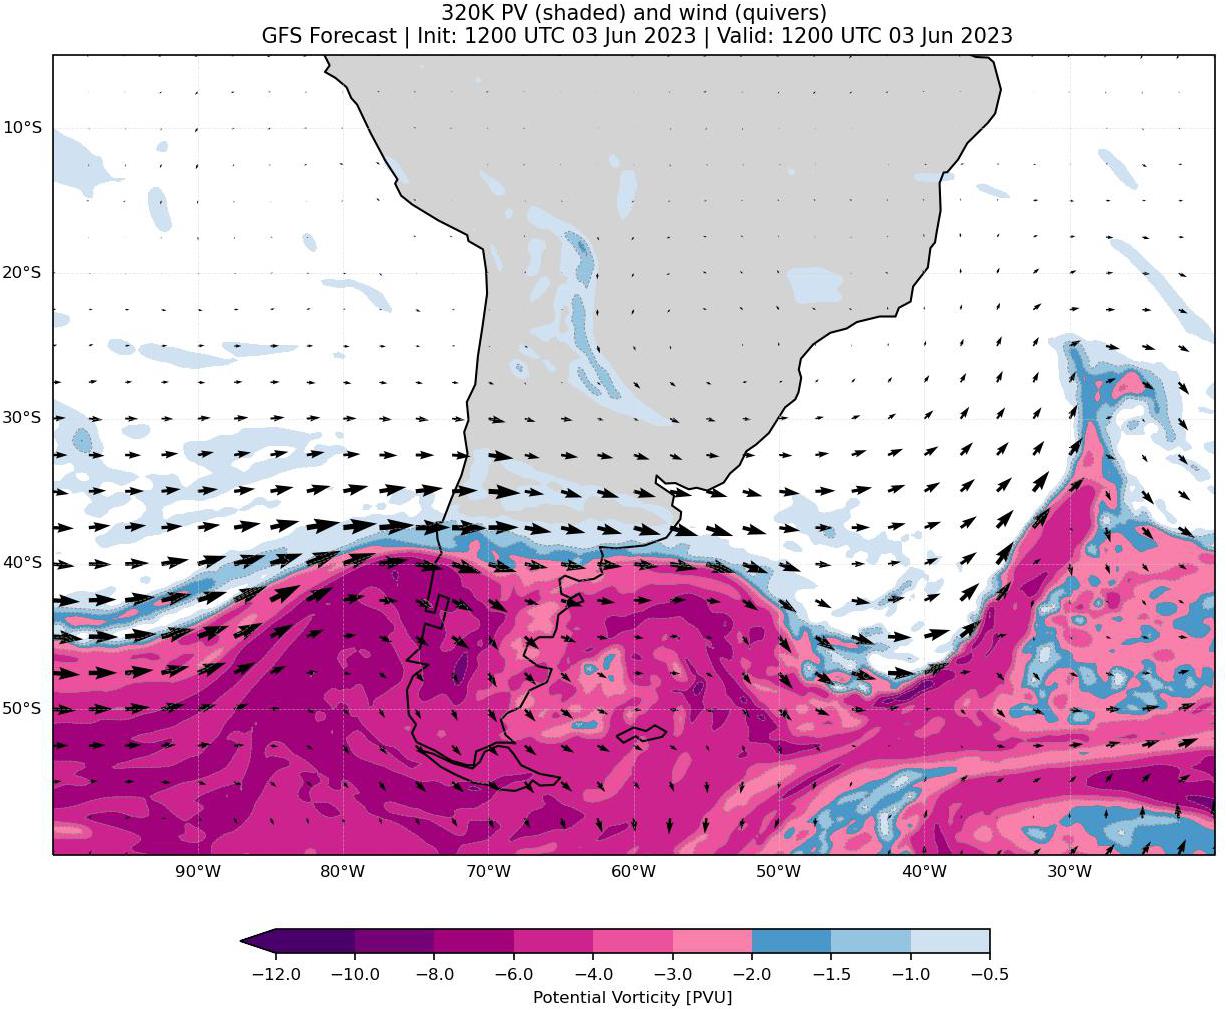 320K PV (shaded) and wind (quivers)
GFS Forecast | Init: 1200 UTC 03 Jun 2023 | Valid: 1200 UTC 03 Jun 2023
10°S
20°S
30°S
40°S
50°S
90°W 80°W 70°W 60°W 50°W 40°W 30°W
−12.0 −10.0 −8.0 −6.0 −4.0 −3.0 −2.0 −1.5 −1.0 −0.5
Potential Vorticity [PVU]